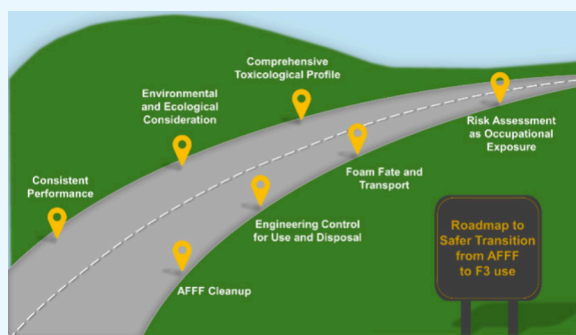 Comprehensive
Toxicological Profile
Environmental
and Ecological
Consideration
Risk Assessment
as Occupational
Exposure
Consistent
Performance
Foam Fate and
Transport
Engineering Control
for Use and Disposal
AFFF Cleanup
Roadmap to
Safer Transition
from AFFF
to F3 use